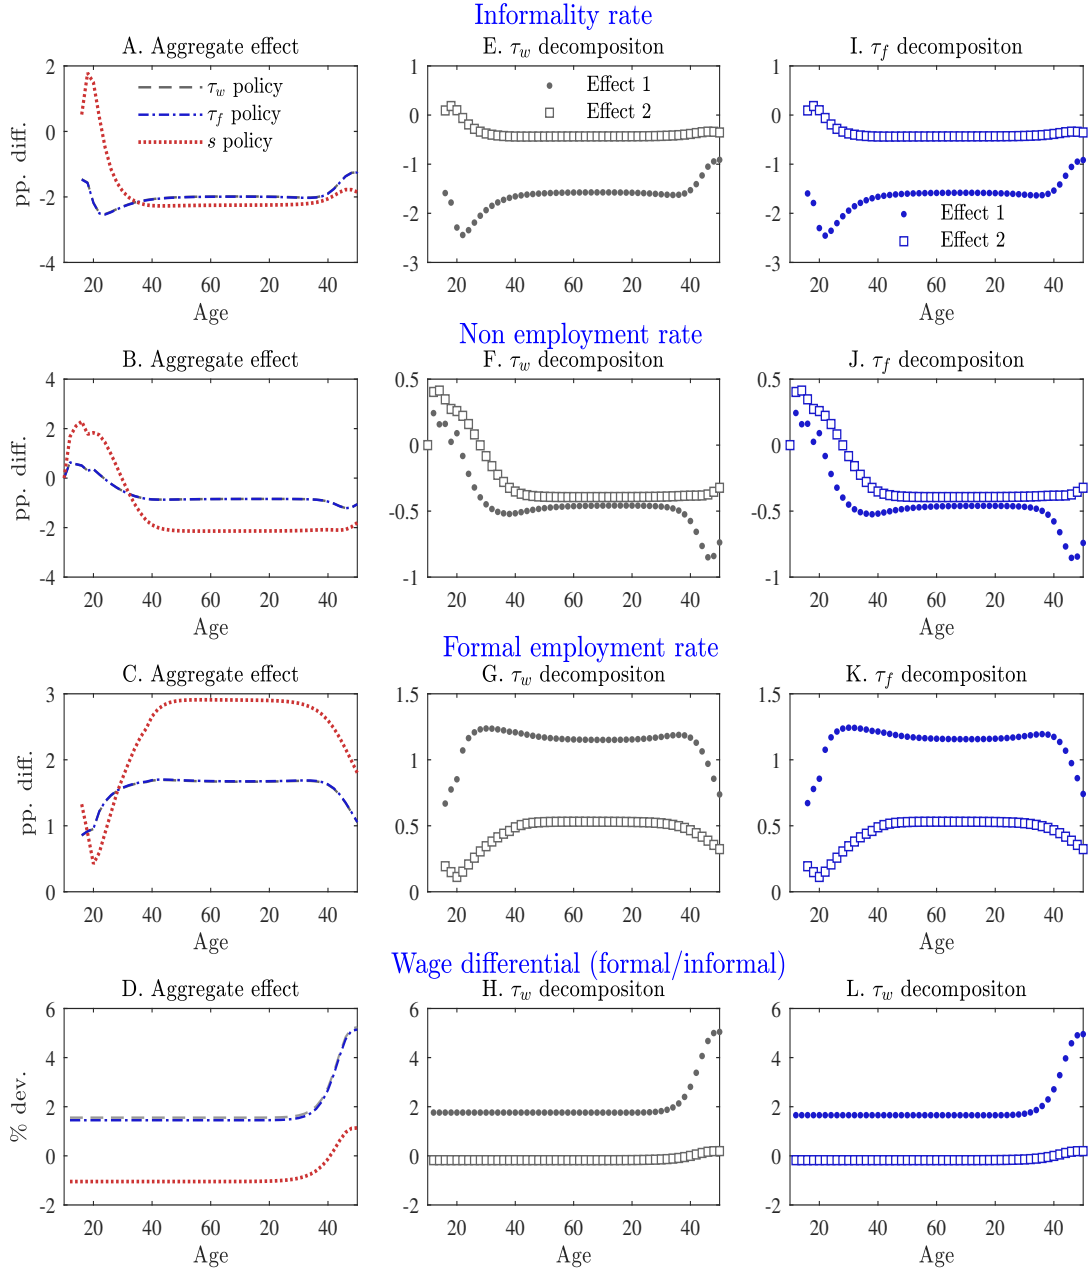 Informality rate
A. Aggregate effect
E. τw decompositon
I. τf decompositon
2
0
-2
-4
pp. diff.
τw policy
τf policy
s policy
20 40 60 20 40
Age
1
0
-1
-2
-3
Effect 1
Effect 2
20 40 60 20 40
1
0
-1
-2
-3
Effect 1
Effect 2
20 40 60 20 40
Age
Non employment rate
B. Aggregate effect
F. τw decompositon
J. τf decompositon
4
2
0
-2
-4
pp. diff.
20 40 60 20 40
Age
0.5
0
-0.5
-1
20 40 60 20 40
0.5
0
-0.5
-1
20 40 60 20 40
Age
Formal employment rate
C. Aggregate effect
G. τw decompositon
K. τf decompositon
3
2
1
0
pp. diff.
20 40 60 20 40
Age
1.5
1
0.5
0
20 40 60 20 40
1.5
1
0.5
0
20 40 60 20 40
Age
Wage differential (formal/informal)
D. Aggregate effect
H. τw decompositon
L. τw decompositon
6
4
2
0
-2
% dev.
20 40 60 20 40
Age
6
4
2
0
-2
20 40 60 20 40
Age
6
4
2
0
-2
20 40 60 20 40
Age